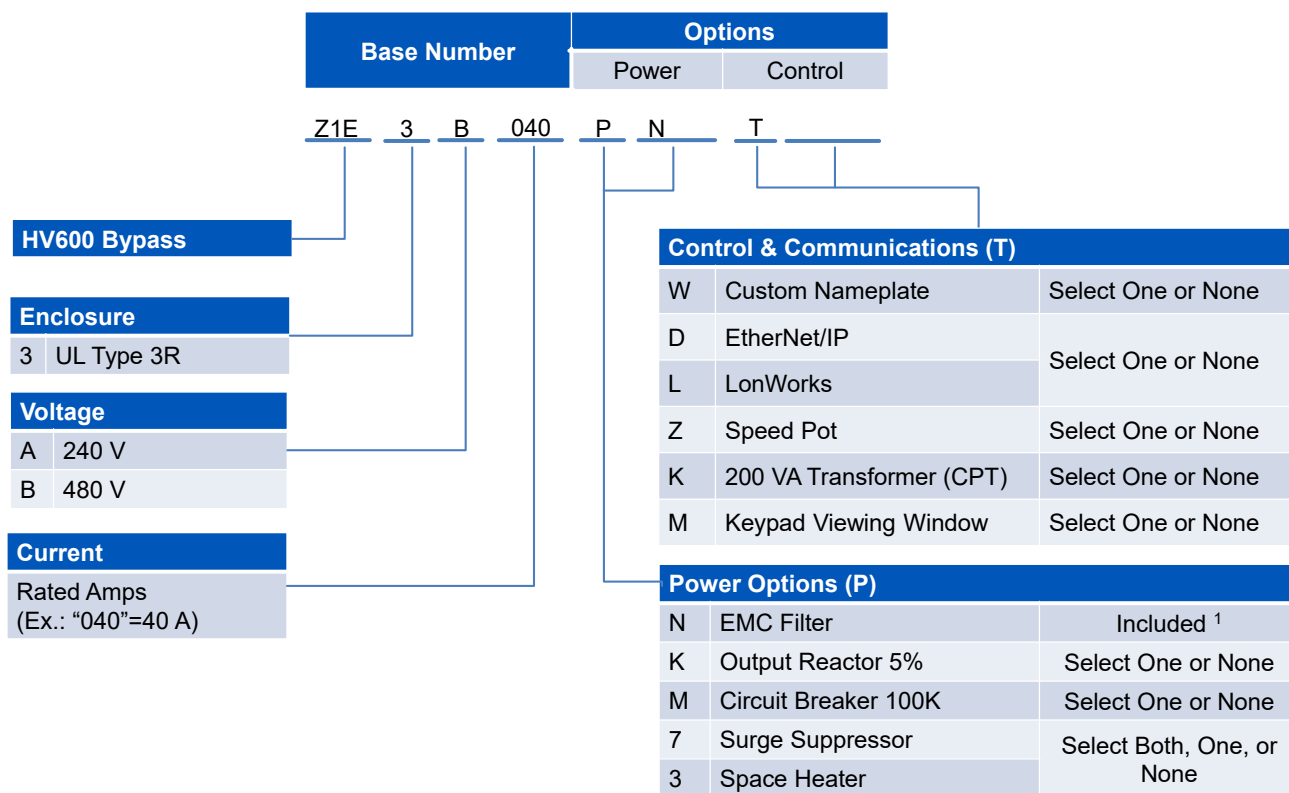 Base Number
Options
Power Control
Z1E 3 B 040 P N T
HV600 Bypass
Enclosure
3 UL Type 3R
Voltage
A 240 V
B 480 V
Current
Rated Amps
(Ex.: “040”=40 A)
Control & Communications (T)
W Custom Nameplate Select One or None
D EtherNet/IP
Select One or None
L LonWorks
Z Speed Pot Select One or None
K 200 VA Transformer (CPT) Select One or None
M Keypad Viewing Window Select One or None
Power Options (P)
N EMC Filter Included 1
K Output Reactor 5% Select One or None
M Circuit Breaker 100K Select One or None
7 Surge Suppressor
Select Both, One, or
None
3 Space Heater